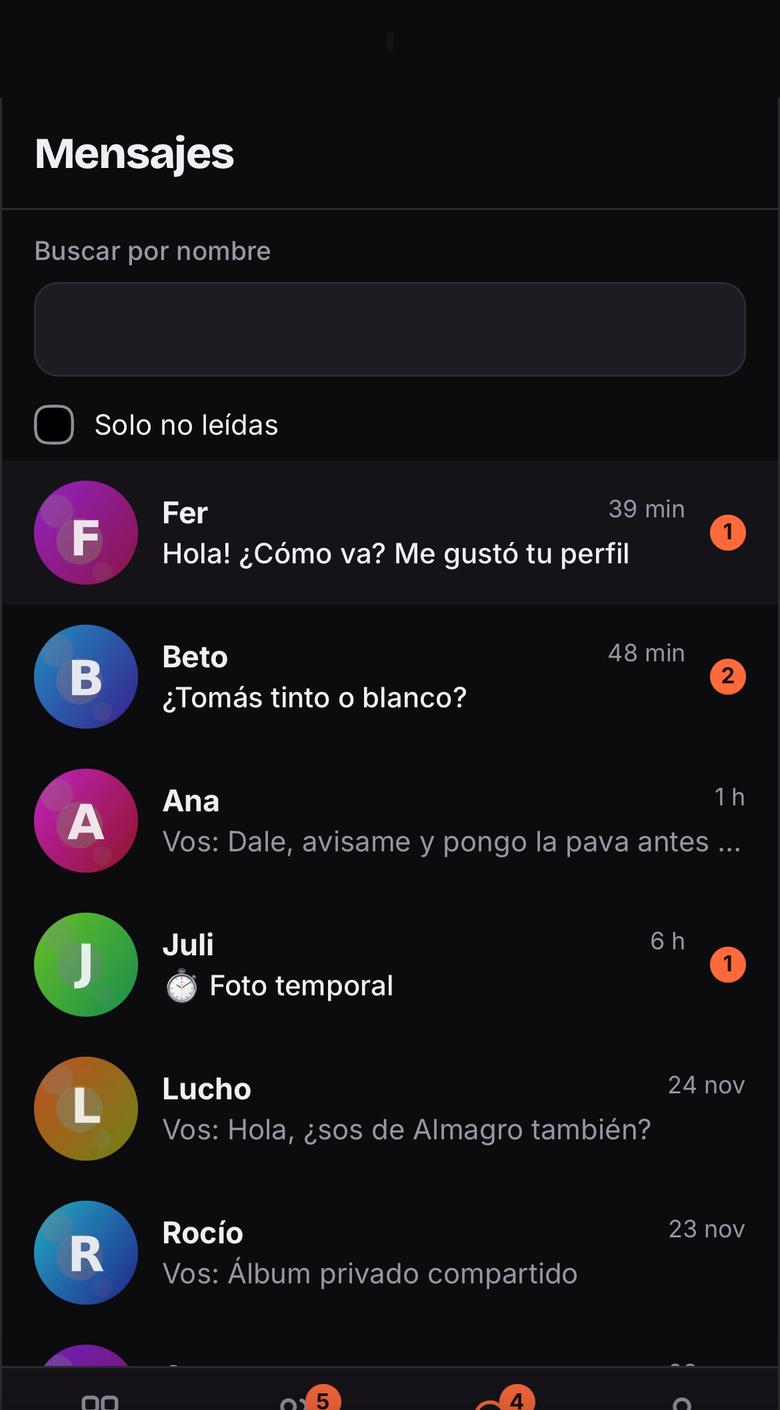 Mensajes
Buscar por nombre
Solo no leídas
F
Fer
39 min
Hola! ¿Cómo va? Me gustó tu perfil
1
B
Beto
48 min
¿Tomás tinto o blanco?
2
A
Ana
1 h
Vos: Dale, avisame y pongo la pava antes ...
J
Juli
6 h
⏱️ Foto temporal
1
L
Lucho
24 nov
Vos: Hola, ¿sos de Almagro también?
R
Rocío
23 nov
Vos: Álbum privado compartido
5
4